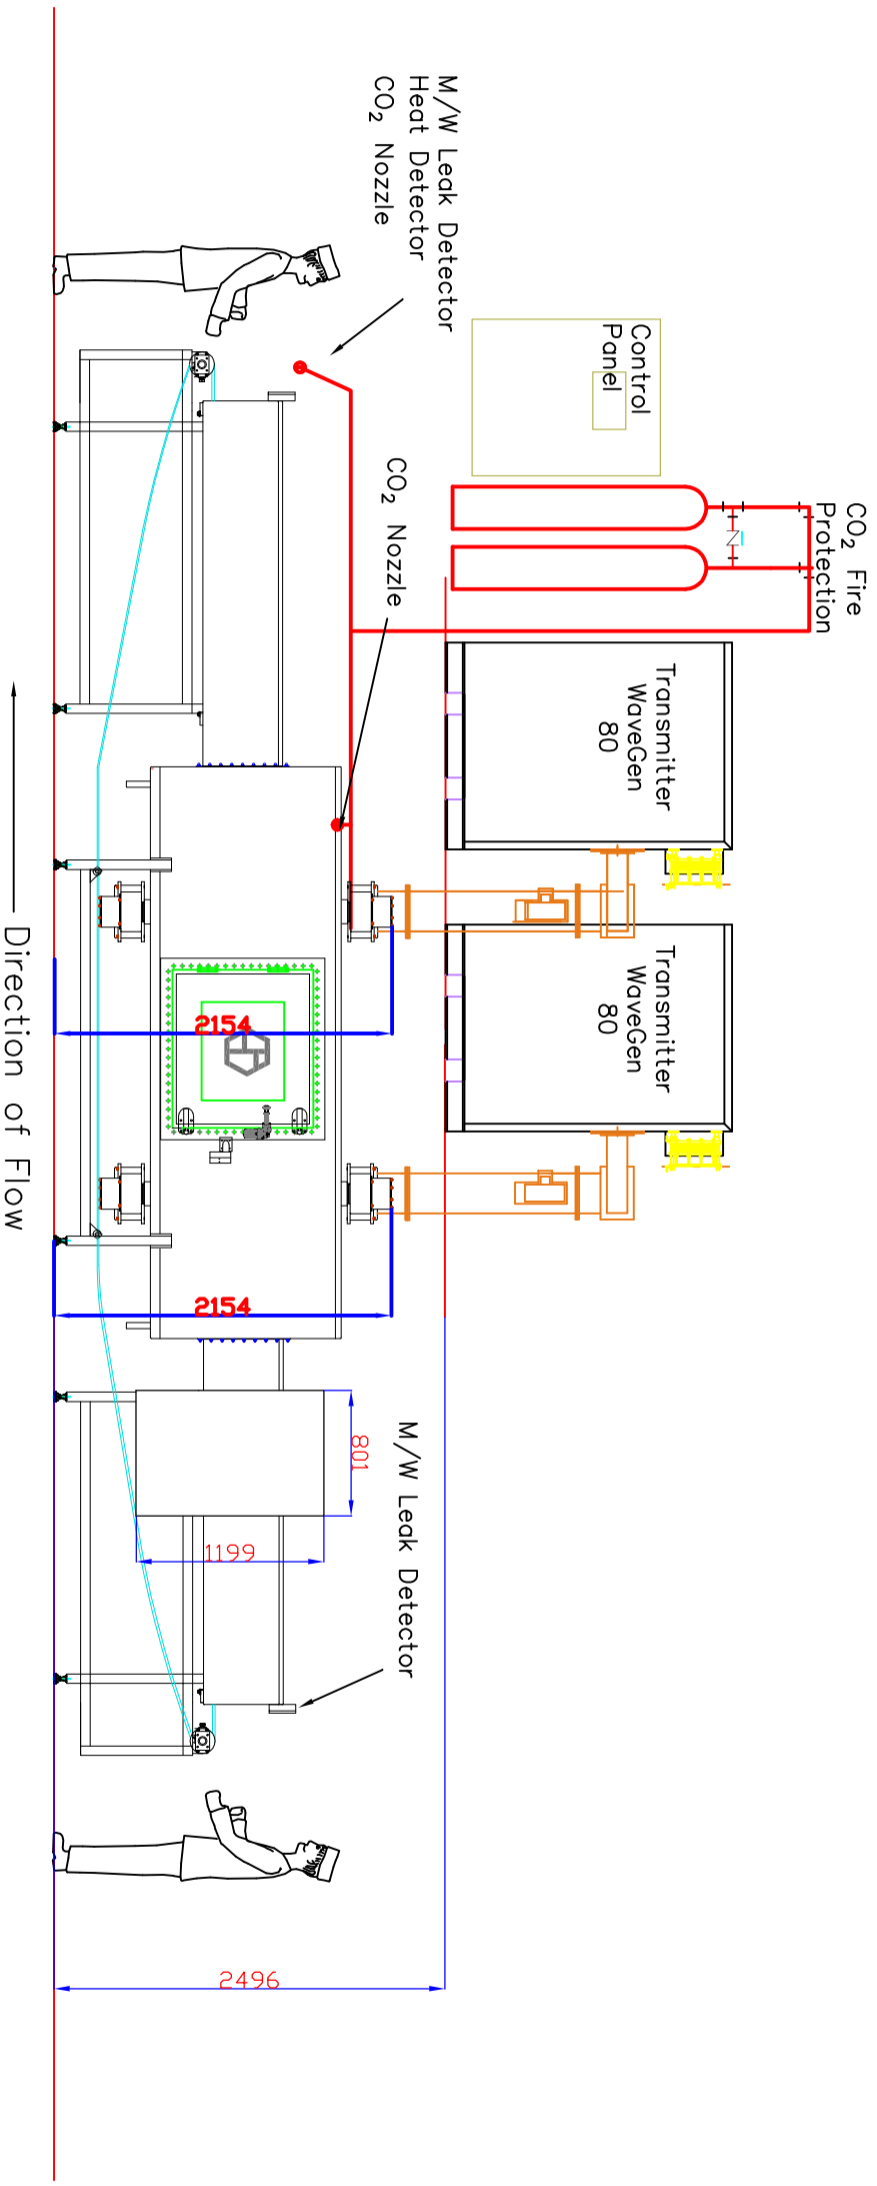 CO₂ Fire
Protection
Control
Panel
Transmitter
WaveGen
80
Transmitter
WaveGen
80
M/W Leak Detector
Heat Detector
CO₂ Nozzle
CO₂ Nozzle
M/W Leak Detector
801
2154
2154
1199
2496
Direction of Flow